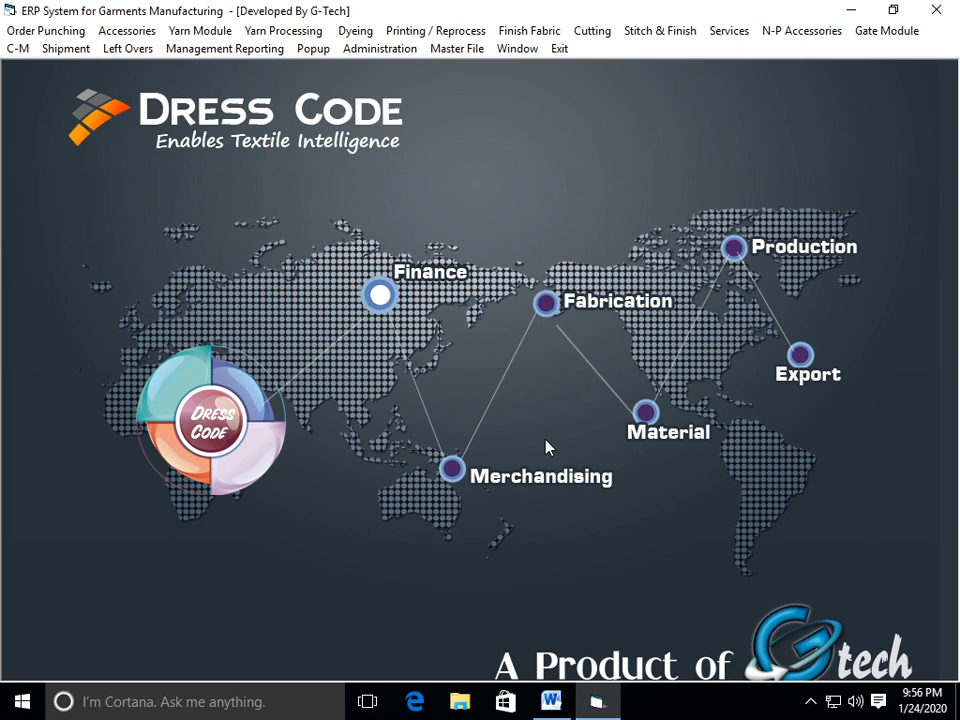 ERP System for Garments Manufacturing - [Developed By G-Tech]
Order Punching Accessories Yarn Module Yarn Processing Dyeing Printing / Reprocess Finish Fabric Cutting Stitch & Finish Services N-P Accessories Gate Module
C-M Shipment Left Overs Management Reporting Popup Administration Master File Window Exit
DRESS CODE
Enables Textile Intelligence
Production
Finance
Fabrication
Export
DRESS
CODE
Material
Merchandising
A Product of Gtech
I'm Cortana. Ask me anything.
9:56 PM
1/24/2020